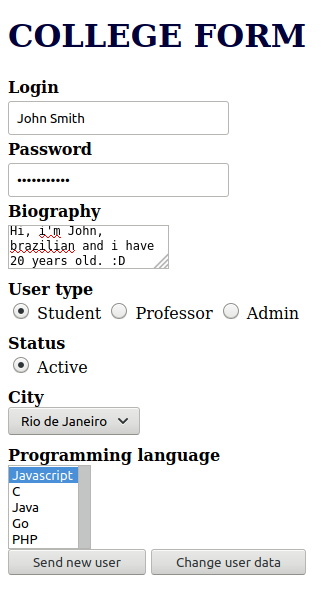 COLLEGE FORM
Login
John Smith
Password
•••••••••••
Biography
Hi, i'm John,
brazilian and i have
20 years old. :D
User type
Student Professor Admin
Status
Active
City
Rio de Janeiro
Programming language
Javascript
C
Java
Go
PHP
Send new user Change user data